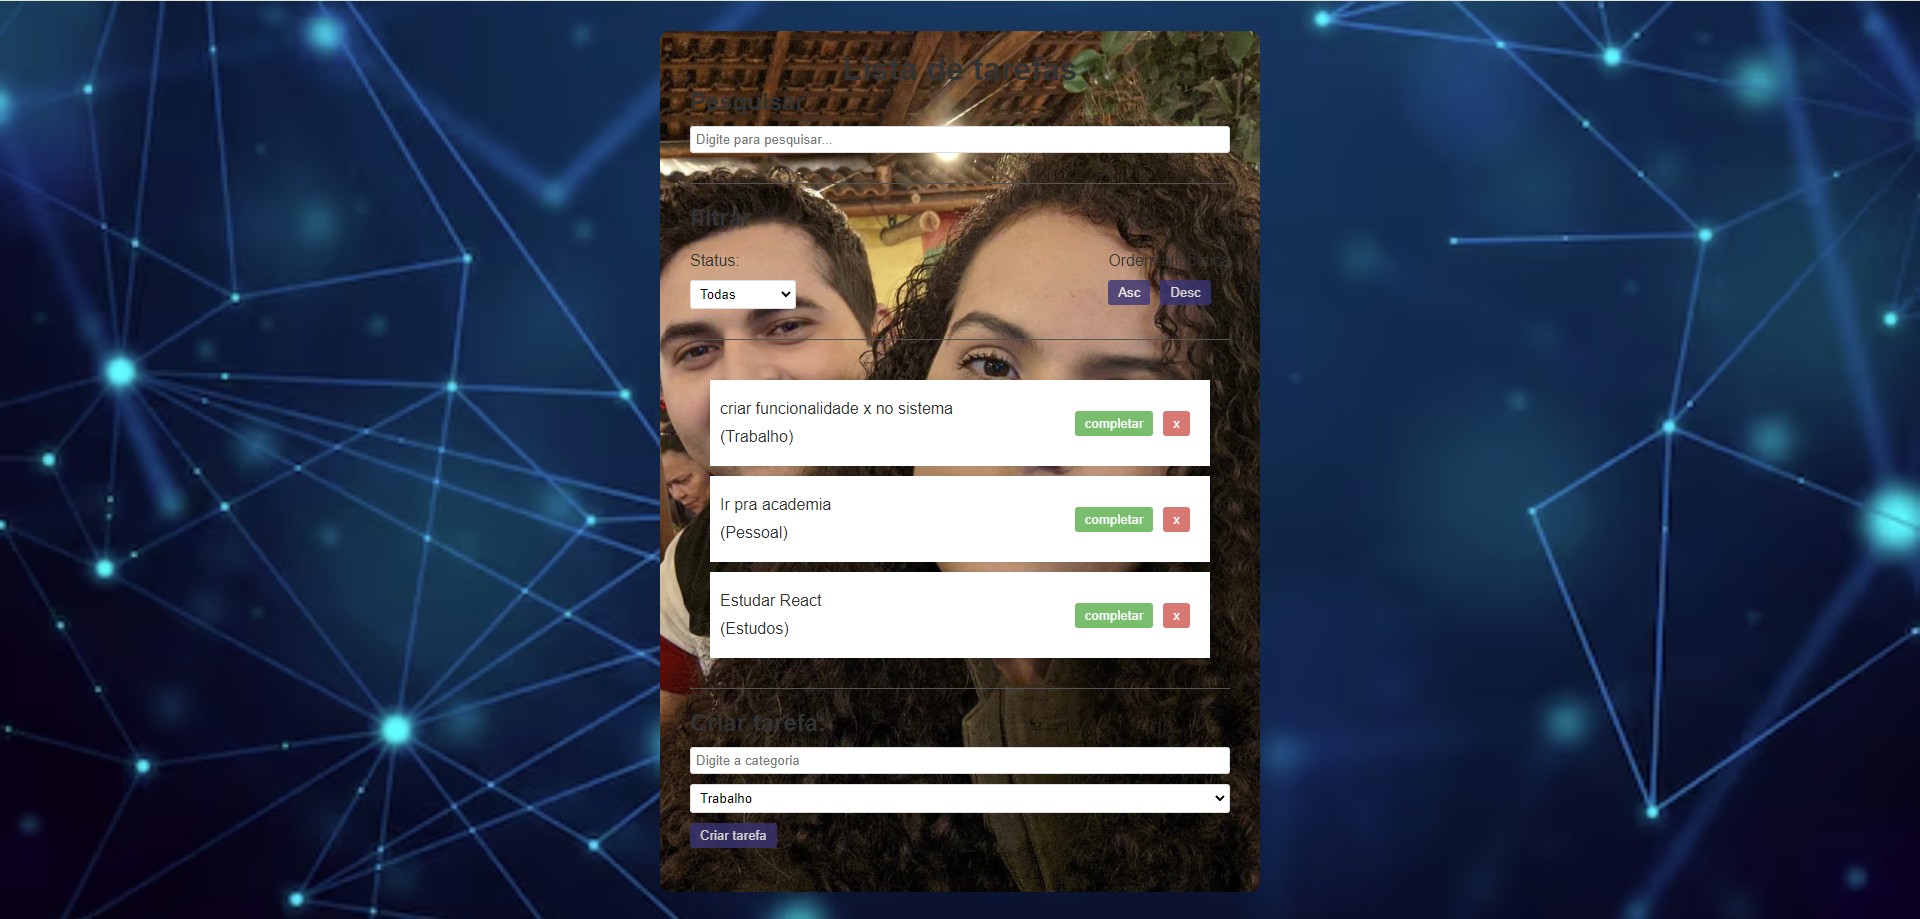 Lista de tarefas
Pesquisar
Digite para pesquisar...
filtrar
Status:
Ordem alfabética
Todas
Asc
Desc
criar funcionalidade x no sistema
(Trabalho)
completar
x
Ir pra academia
(Pessoal)
completar
x
Estudar React
(Estudos)
completar
x
Criar tarefa:
Digite a categoria
Trabalho
Criar tarefa